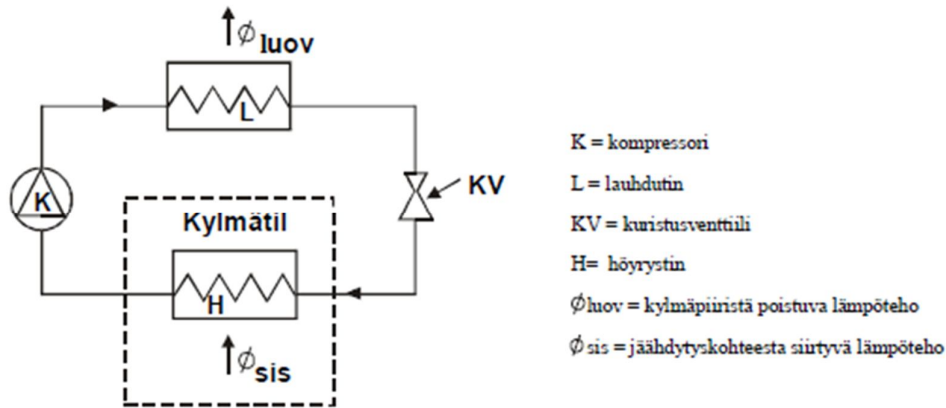 ϕluov
L
K
KV
Kylmätil
H
ϕsis
K = kompressori
L = lauhdutin
KV = kuristusventtiili
H= höyrystin
ϕluov = kylmäpiiristä poistuva lämpöteho
ϕsis =jäähdytyskohteesta siirtyvä lämpöteho